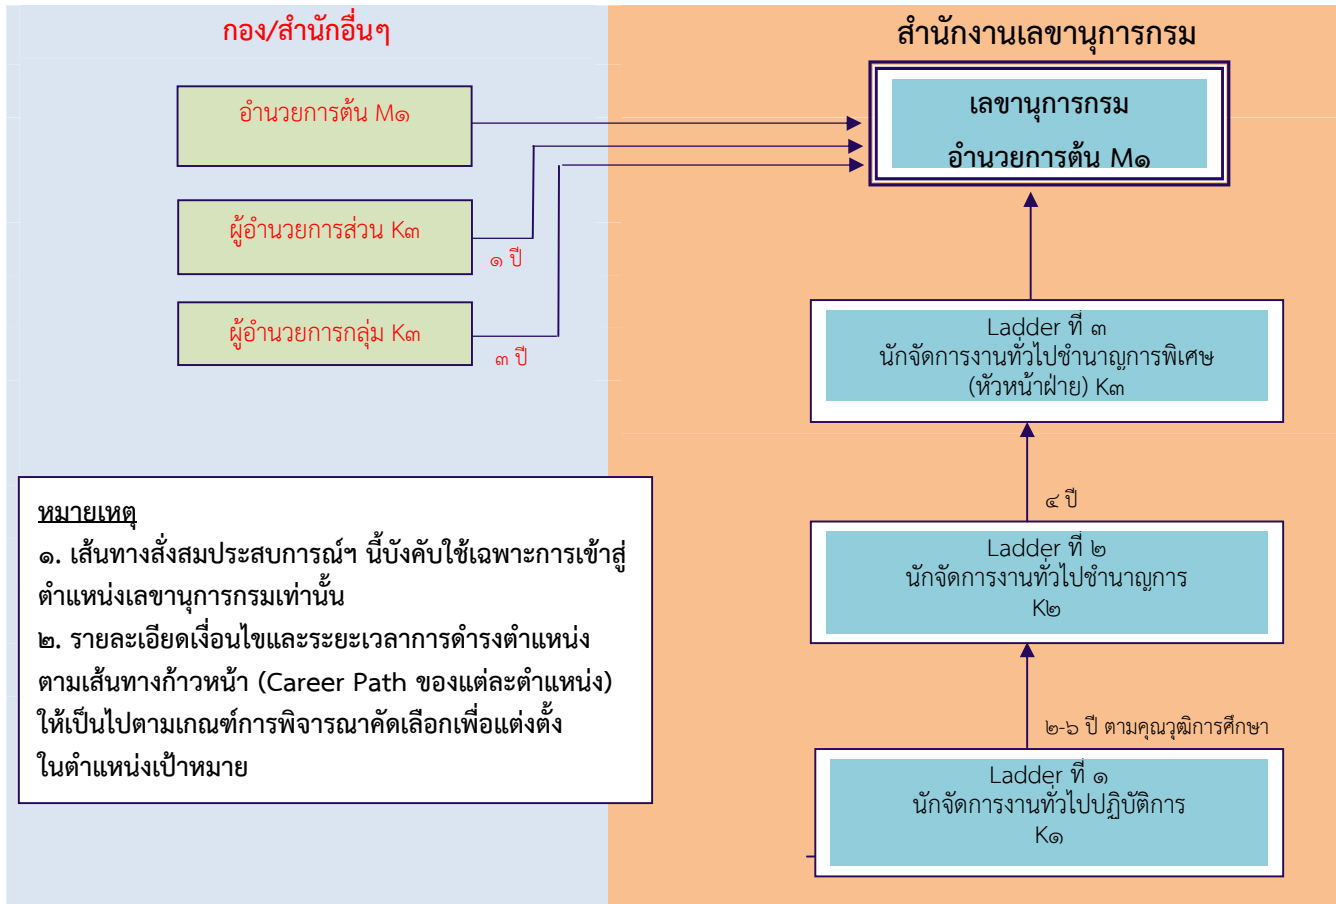 กอง/สำนักอื่นๆ
อำนวยการต้น M๑
ผู้อำนวยการส่วน K๓
๑ ปี
ผู้อำนวยการกลุ่ม K๓
๓ ปี
หมายเหตุ
๑. เส้นทางสั่งสมประสบการณ์ฯ นี้บังคับใช้เฉพาะการเข้าสู่
ตำแหน่งเลขานุการกรมเท่านั้น
๒. รายละเอียดเงื่อนไขและระยะเวลาการดำรงตำแหน่ง
ตามเส้นทางก้าวหน้า (Career Path ของแต่ละตำแหน่ง)
ให้เป็นไปตามเกณฑ์การพิจารณาคัดเลือกเพื่อแต่งตั้ง
ในตำแหน่งเป้าหมาย
สำนักงานเลขานุการกรม
เลขานุการกรม
อำนวยการต้น M๑
Ladder ที่ ๓
นักจัดการงานทั่วไปชำนาญการพิเศษ
(หัวหน้าฝ่าย) K๓
๔ ปี
Ladder ที่ ๒
นักจัดการงานทั่วไปชำนาญการ
K๒
๒-๖ ปี ตามคุณวุฒิการศึกษา
Ladder ที่ ๑
นักจัดการงานทั่วไปปฏิบัติการ
K๑